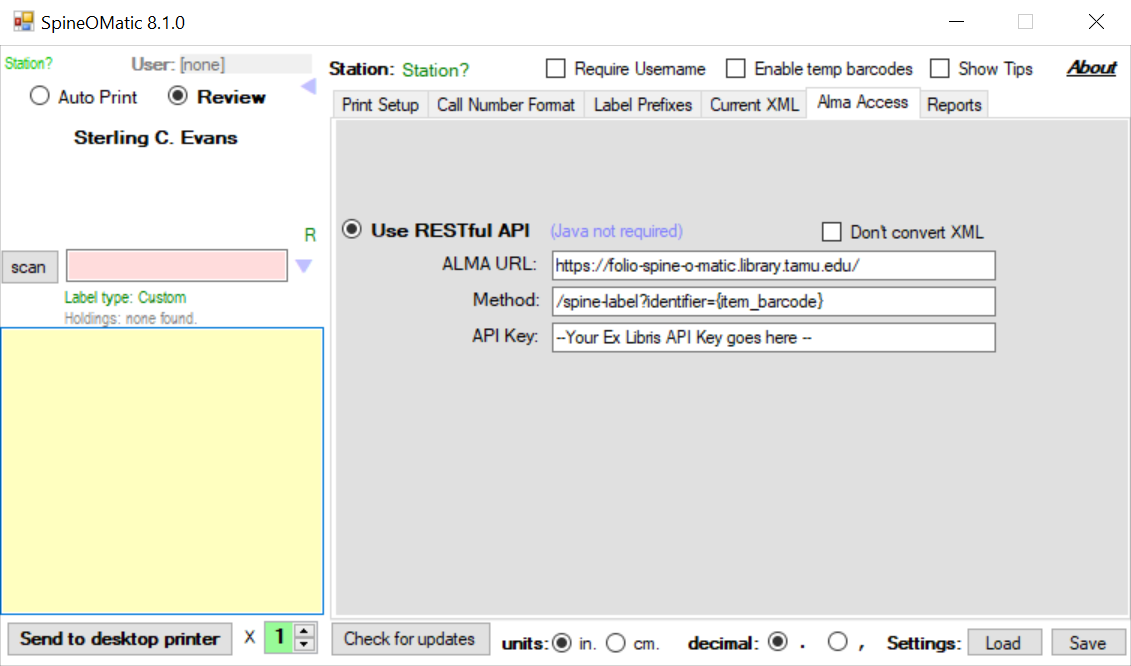 SpineOMatic 8.1.0
Station? User: [none]
Auto Print Review
Sterling C. Evans
R
scan
Label type: Custom
Holdings: none found.
Send to desktop printer X 1
Station: Station? Require Username Enable temp barcodes Show Tips About
Print Setup Call Number Format Label Prefixes Current XML Alma Access Reports
Use RESTful API (Java not required) Don't convert XML
ALMA URL: https://folio-spine-o-matic.library.tamu.edu/
Method: /spine-label?identifier={item_barcode}
API Key: --Your Ex Libris API Key goes here --
Check for updates units: in. cm. decimal: . , Settings: Load Save